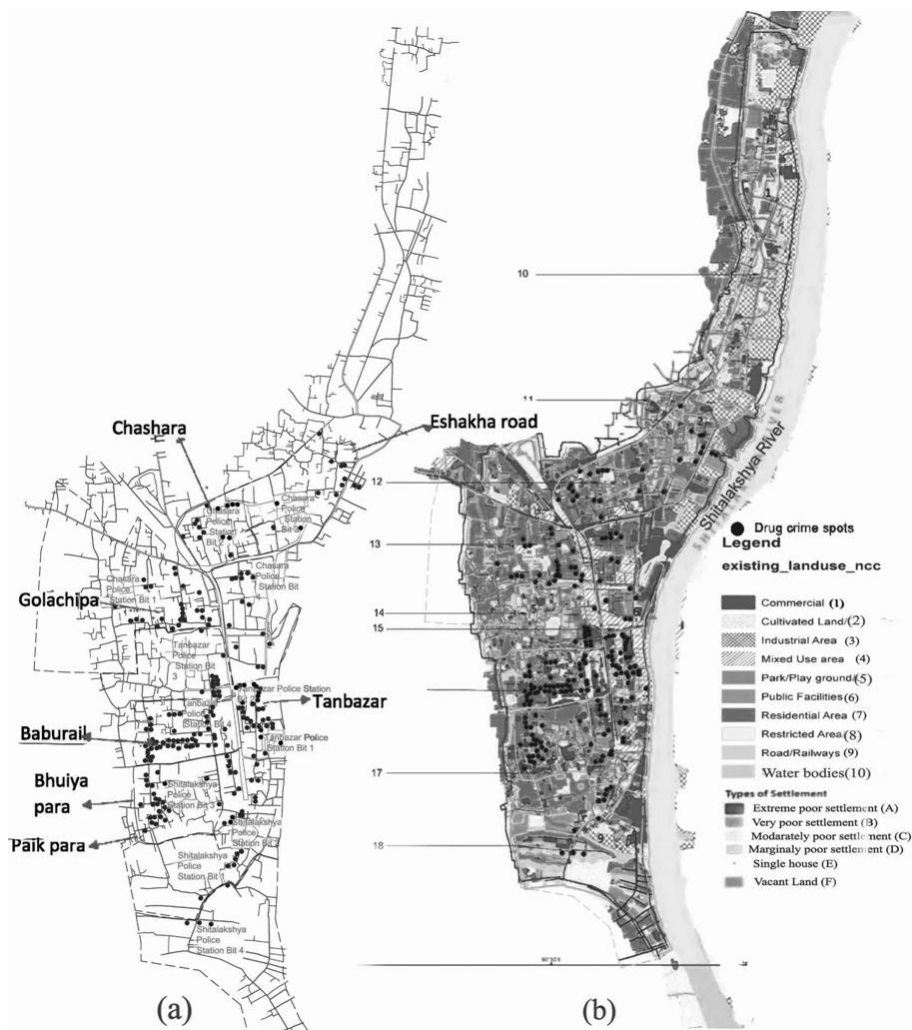 Chashara
Eshakha road
Chasara
Police
Station
Chasara
Police
Station Bit
Golachipa
Chasara
Police
Station Bit 1
Tanbazar
Police
Station Bit
3
Tanbazar Police Station
Tanbazar
Baburail
Tanbazar Police
Station Bit 1
Bhuiya
para
Shitalakshya
Police
Station Bit 3
Paik para
Shitalakshya
Police
Station Bit
Shitalakshya
Police
Station Bit 1
Shitalakshya
Police
Station Bit 4
(a)
10
11
12
13
14
15
17
18
Shitalakshya River
(b)
Drug crime spots
Legend
existing_landuse_ncc
Commercial (1)
Cultivated Land/(2)
Industrial Area (3)
Mixed Use area (4)
Park/Play ground/(5)
Public Facilities (6)
Residential Area (7)
Restricted Area/(8)
Road/Railways (9)
Water bodies(10)
Types of Settlement
Extreme poor settlement (A)
Very poor settlement (B)
Modarately poor settlement (C)
Marginaly poor settlement (D)
Single house (E)
Vacant Land (F)